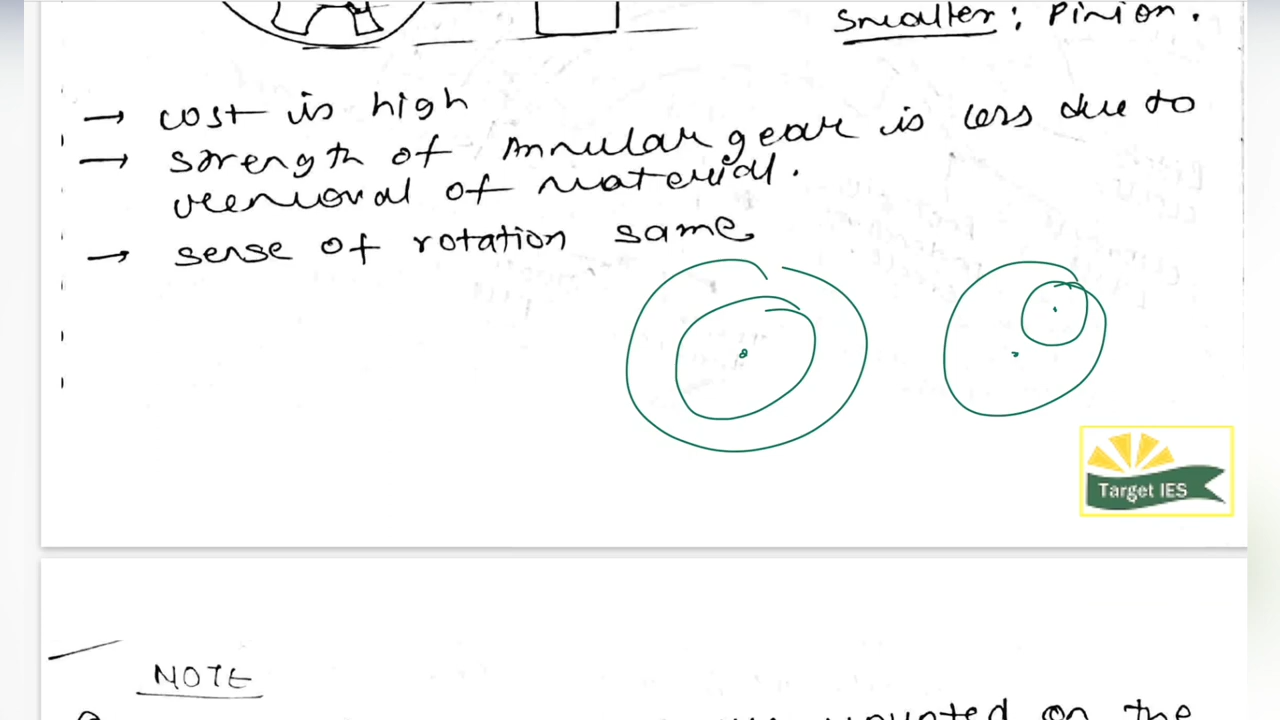 Smaller: Pinion.
→ cost is high
→ strength of Annular gear is less due to
removal of material.
→ sense of rotation same
Target IES
NOTE
mounted on the